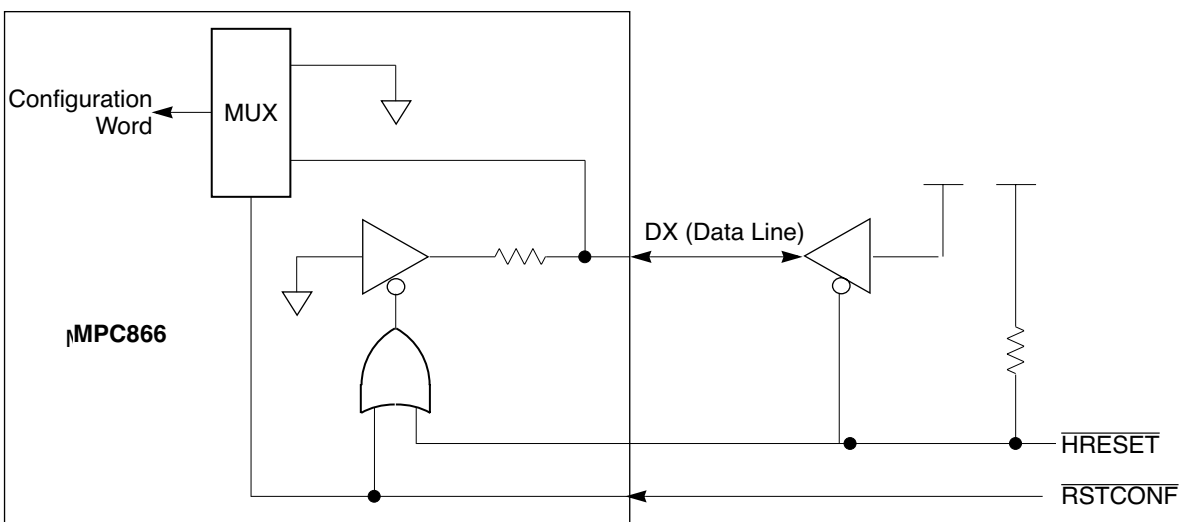 Configuration
Word
MUX
DX (Data Line)
MPC866
HRESET
RSTCONF